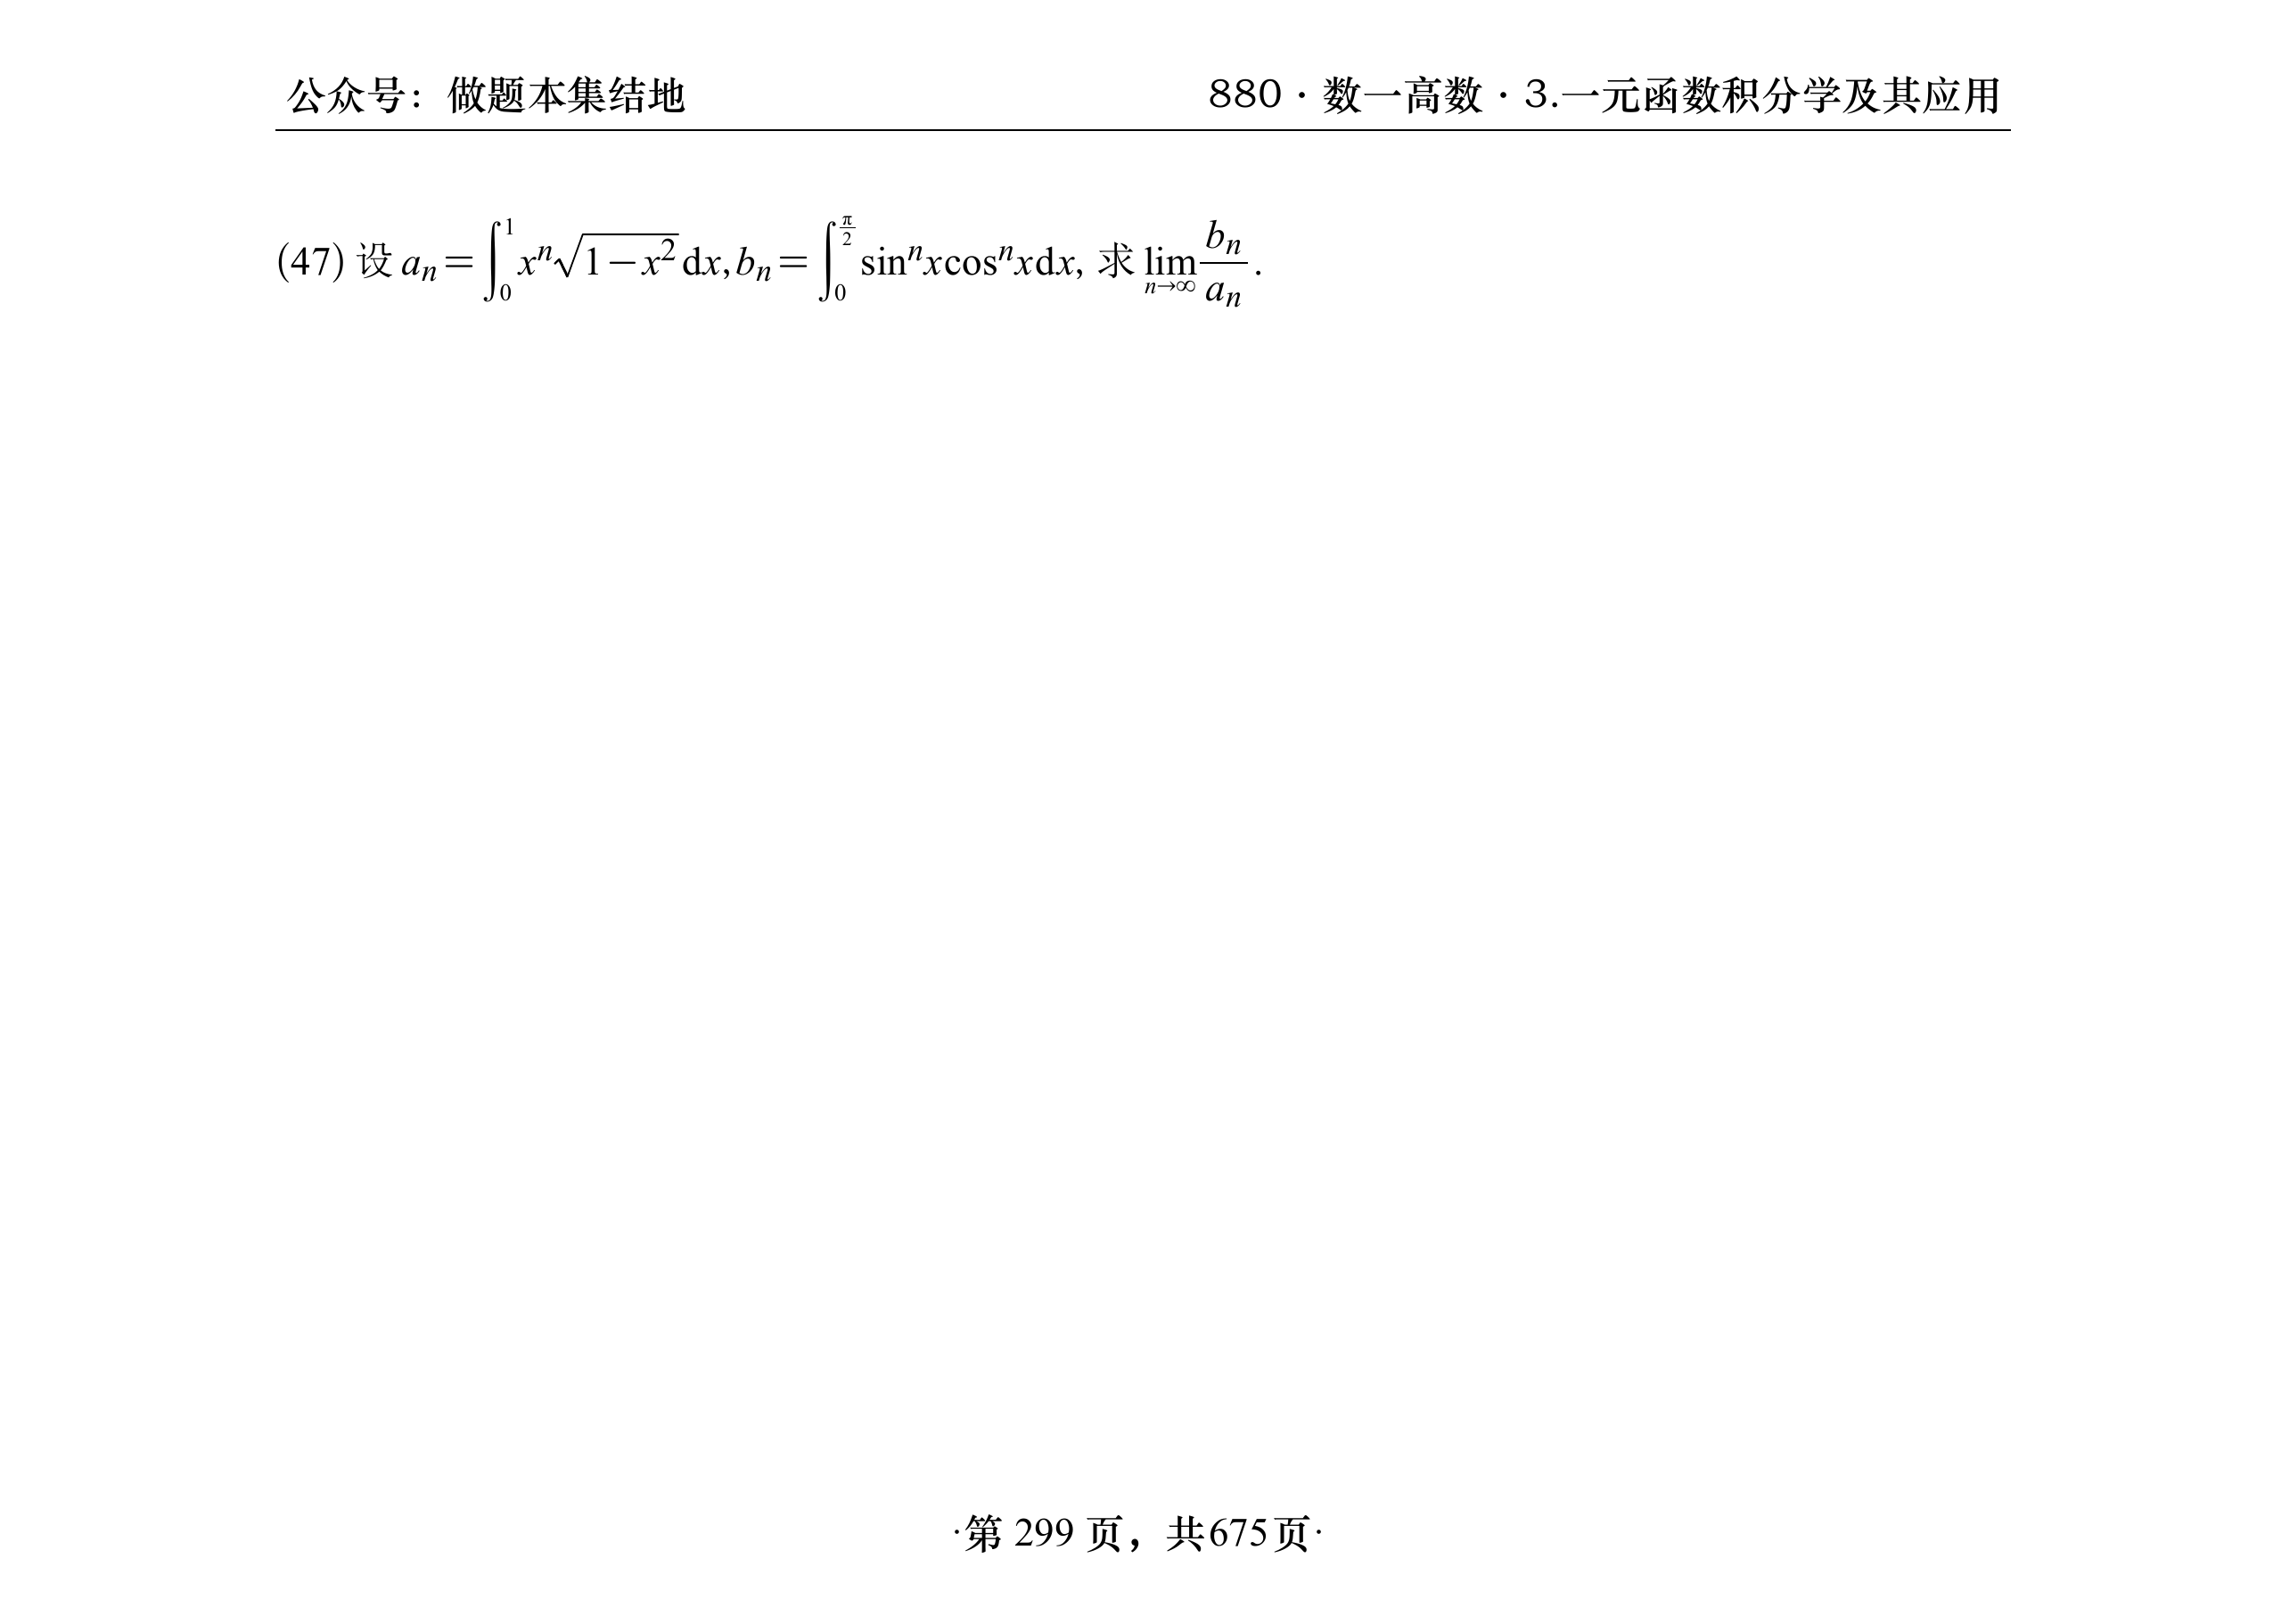 公众号：做题本集结地 880·数一高数·3.一元函数积分学及其应用
(47) 设 $a_n=\int_0^1 x^n\sqrt{1-x^2}\,\mathrm{d}x, b_n=\int_0^{\frac{\pi}{2}}\sin^n x\cos^n x\,\mathrm{d}x$, 求 $\lim_{n\to\infty}\frac{b_n}{a_n}$.
·第 299 页，共675页·